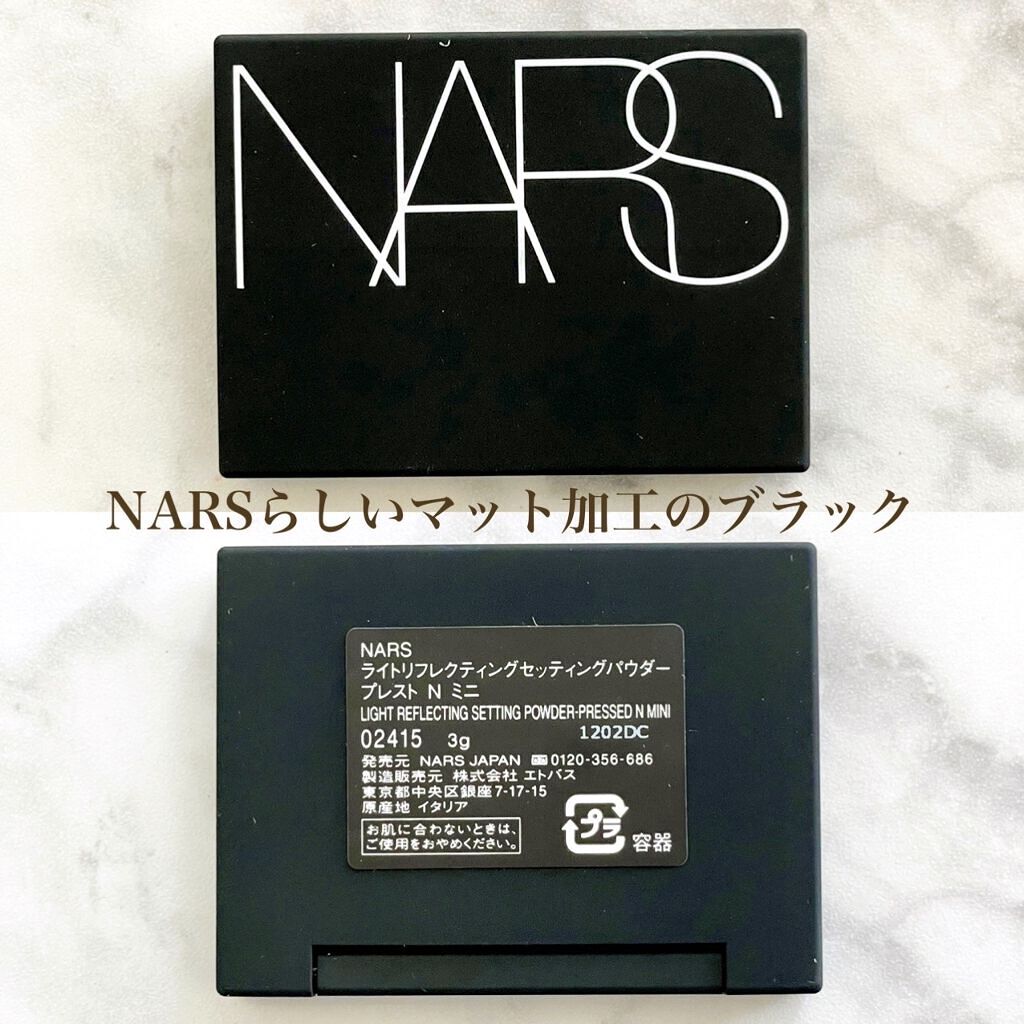 NARS
NARSらしいマット加工のブラック
NARS
ライトリフレクティングセッティングパウダー
プレスト N ミニ
LIGHT REFLECTING SETTING POWDER-PRESSED N MINI
02415 3g 1202DC
発売元 NARS JAPAN 0120-356-686
製造販売元 株式会社 エトバス
東京都中央区銀座7-17-15
原産地 イタリア
お肌に合わないときは、
ご使用をおやめください。
プラ
容器